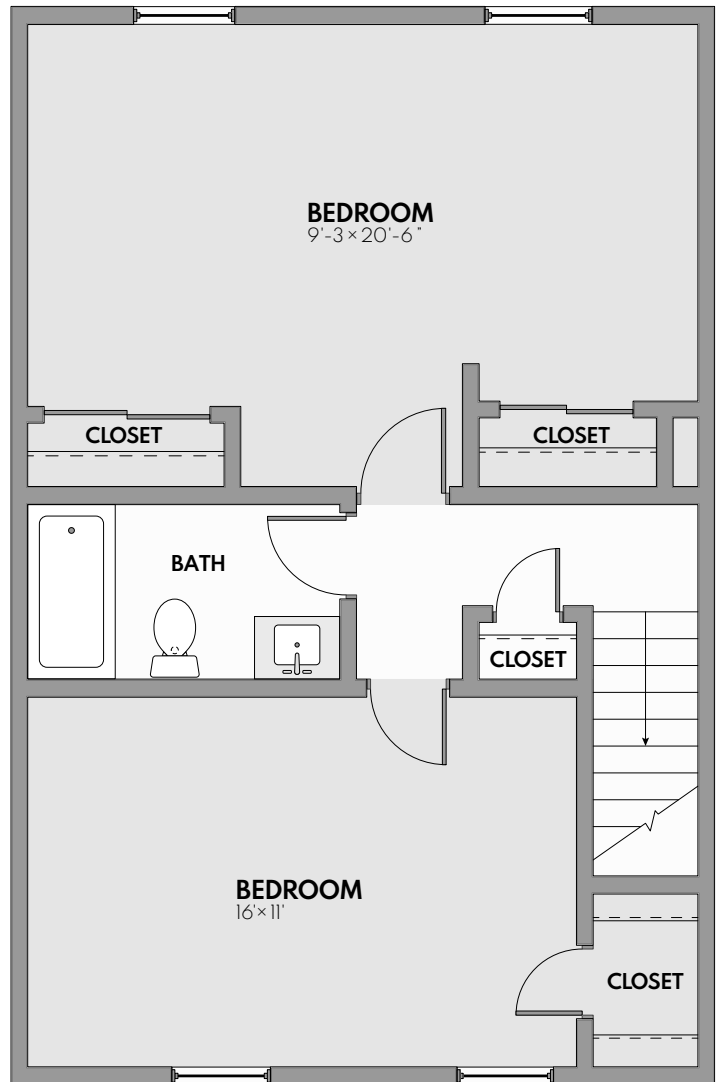 BEDROOM
9'-3 × 20'-6"
CLOSET
CLOSET
BATH
CLOSET
BEDROOM
16' × 11'
CLOSET